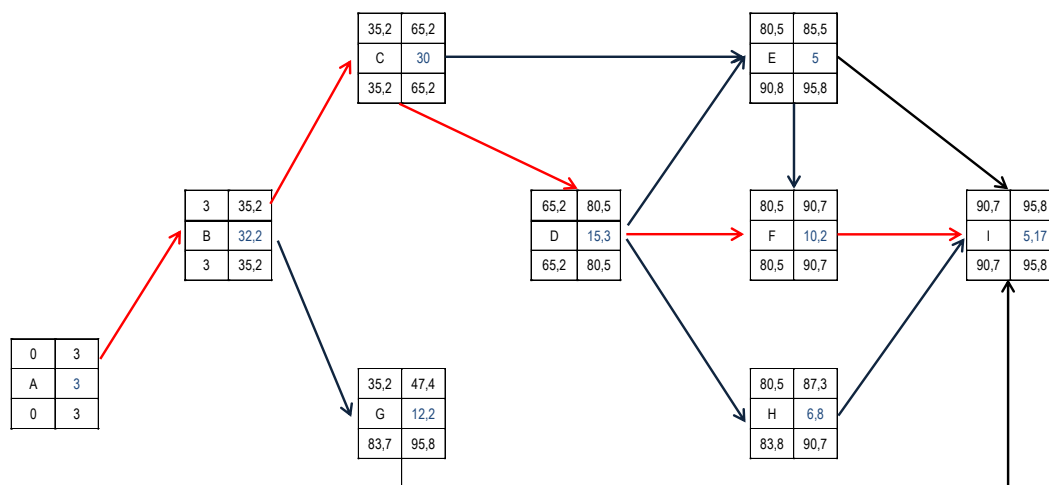 35,2 65,2
C 30
35,2 65,2
80,5 85,5
E 5
90,8 95,8
3 35,2
B 32,2
3 35,2
65,2 80,5
D 15,3
65,2 80,5
80,5 90,7
F 10,2
80,5 90,7
90,7 95,8
I 5,17
90,7 95,8
0 3
A 3
0 3
35,2 47,4
G 12,2
83,7 95,8
80,5 87,3
H 6,8
83,8 90,7